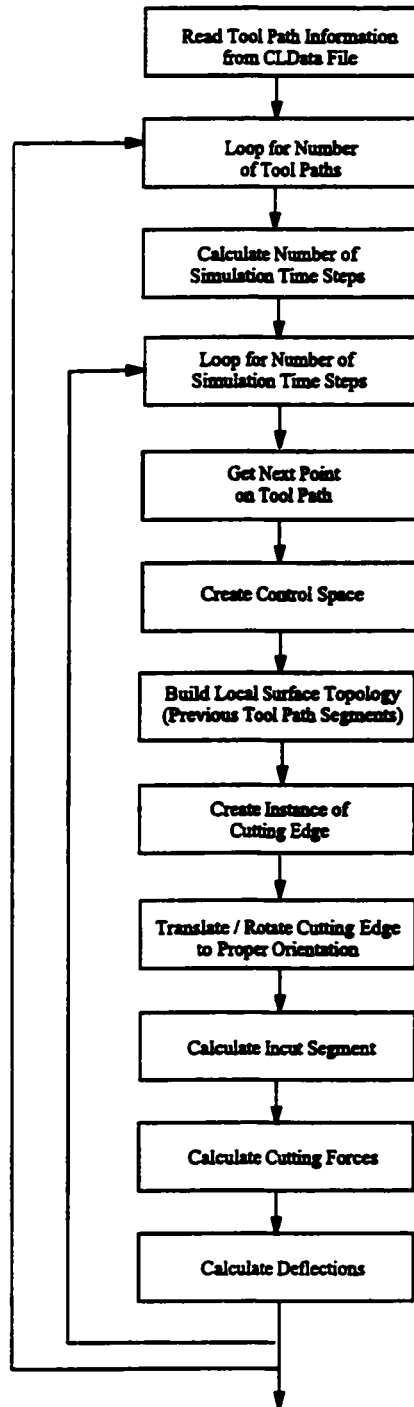 Read Tool Path Information
from CLData File
Loop for Number
of Tool Paths
Calculate Number of
Simulation Time Steps
Loop for Number of
Simulation Time Steps
Get Next Point
on Tool Path
Create Control Space
Build Local Surface Topology
(Previous Tool Path Segments)
Create Instance of
Cutting Edge
Translate / Rotate Cutting Edge
to Proper Orientation
Calculate Incut Segment
Calculate Cutting Forces
Calculate Deflections